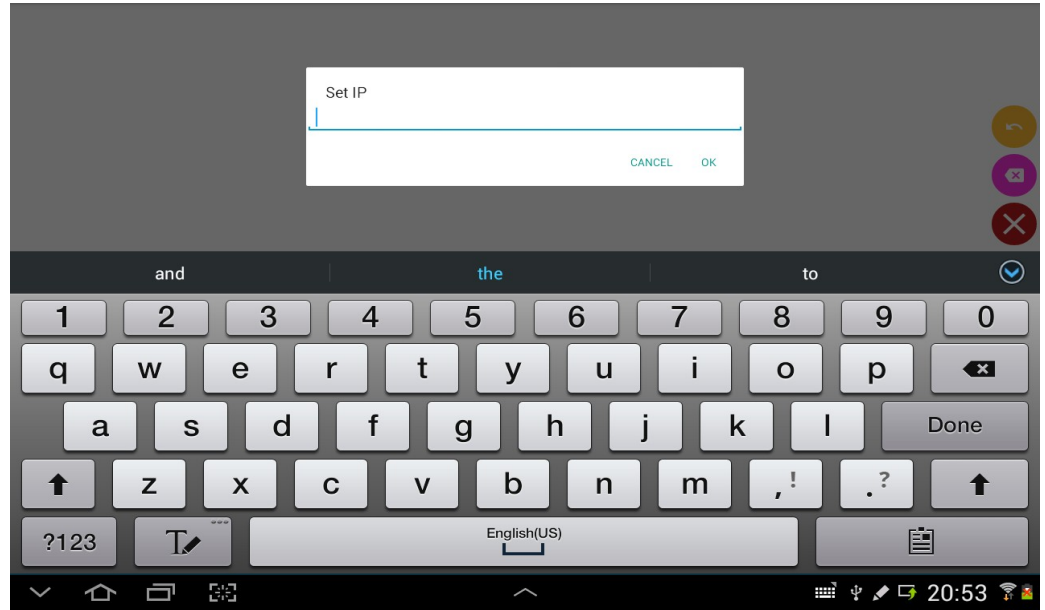 Set IP
CANCEL OK
and the to
1 2 3 4 5 6 7 8 9 0
q w e r t y u i o p
a s d f g h j k l Done
z x c v b n m , ! . ?
?123 T English(US)
20:53